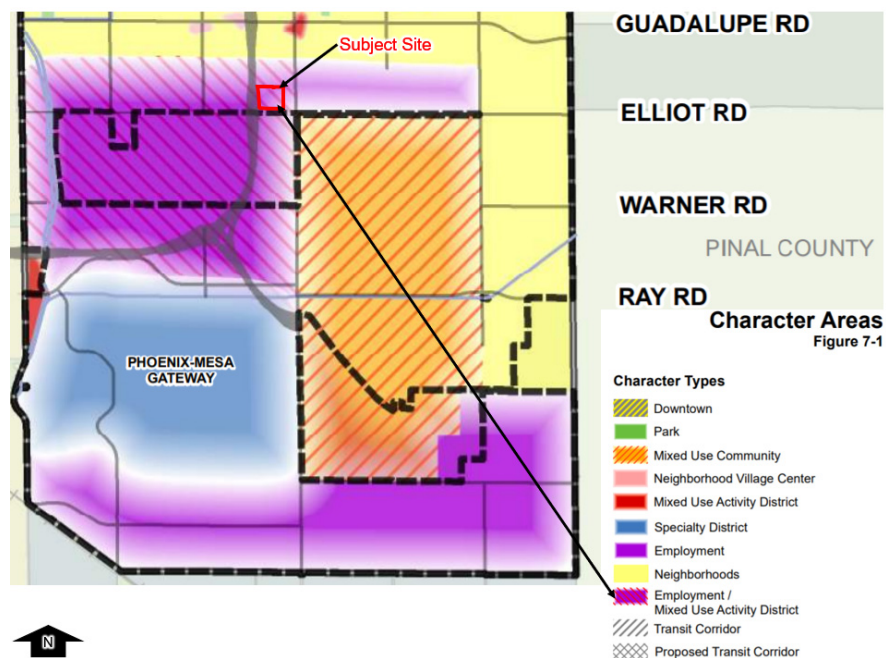 GUADALUPE RD
Subject Site
ELLIOT RD
WARNER RD
PINAL COUNTY
RAY RD
Character Areas
Figure 7-1
PHOENIX-MESA
GATEWAY
Character Types
Downtown
Park
Mixed Use Community
Neighborhood Village Center
Mixed Use Activity District
Specialty District
Employment
Neighborhoods
Employment /
Mixed Use Activity District
Transit Corridor
Proposed Transit Corridor
N